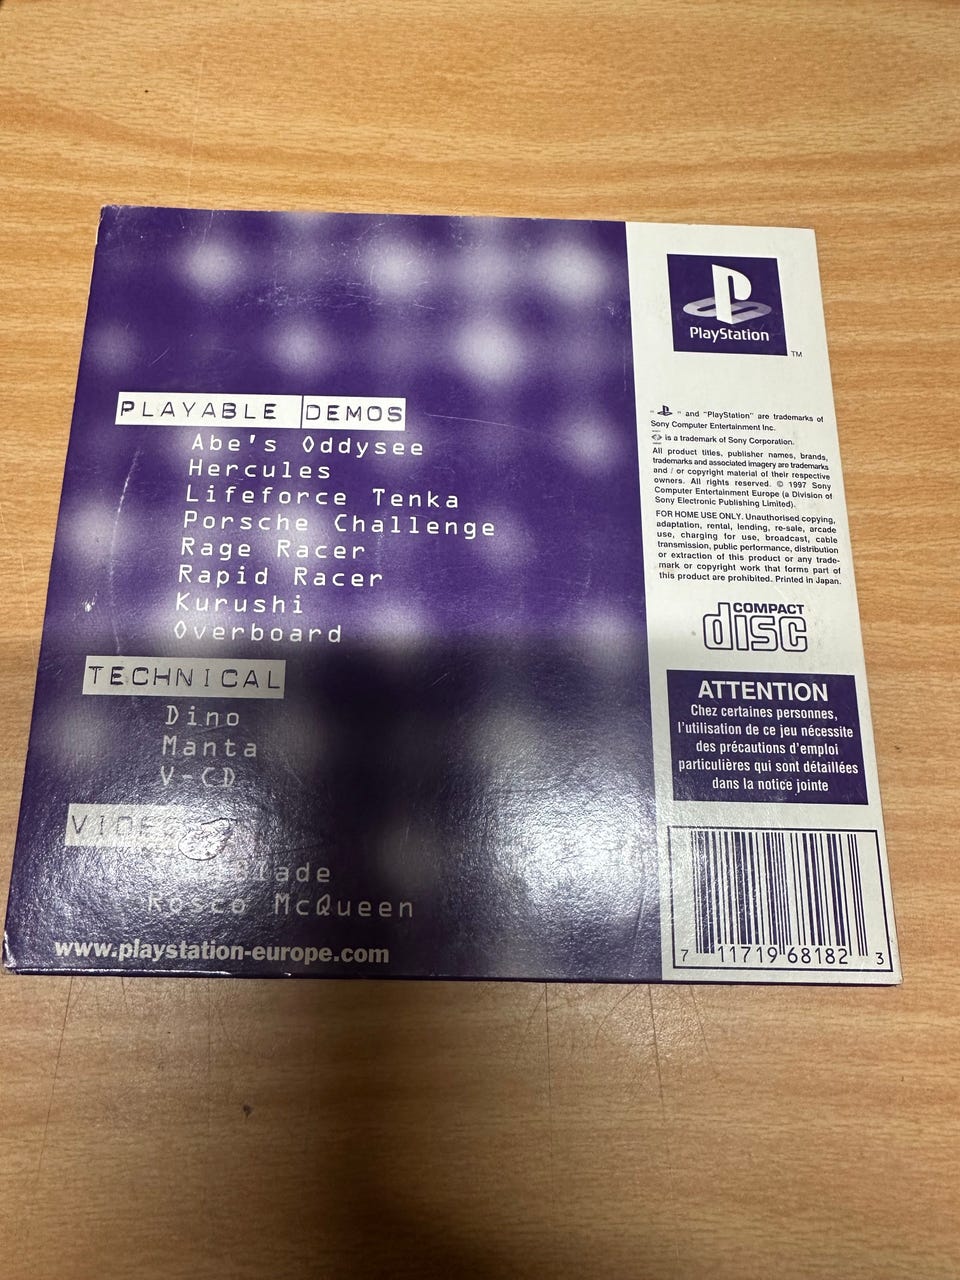 PLAYABLE DEMOS
Abe's Oddysee
Hercules
Lifeforce Tenka
Porsche Challenge
Rage Racer
Rapid Racer
Kurushi
Overboard
TECHNICAL
Dino
Manta
V-CD
Rosco McQueen
www.playstation-europe.com
PlayStation
TM
" " and "PlayStation" are trademarks of
Sony Computer Entertainment Inc.
is a trademark of Sony Corporation.
All product titles, publisher names, brands,
trademarks and associated imagery are trademarks
and / or copyright material of their respective
owners. All rights reserved. © 1997 Sony
Computer Entertainment Europe (a Division of
Sony Electronic Publishing Limited).
FOR HOME USE ONLY. Unauthorised copying,
adaptation, rental, lending, re-sale, arcade
use, charging for use, broadcast, cable
transmission, public performance, distribution
or extraction of this product or any trade-
mark or copyright work that forms part of
this product are prohibited. Printed in Japan.
COMPACT
disc
ATTENTION
Chez certaines personnes,
l'utilisation de ce jeu nécessite
des précautions d'emploi
particulières qui sont détaillées
dans la notice jointe
7 11719 68182 3